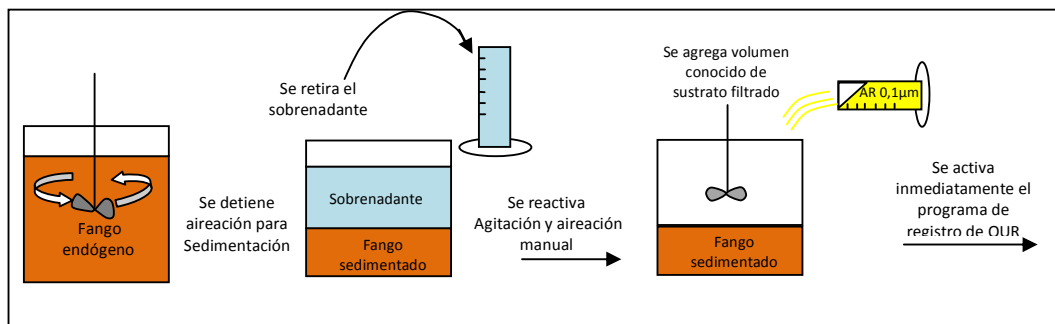 Fango
endógeno
Se detiene
aireación para
Sedimentación
Se retira el
sobrenadante
Sobrenadante
Fango
sedimentado
Se reactiva
Agitación y aireación
manual
Se agrega volumen
conocido de
sustrato filtrado
AR 0,1µm
Fango
sedimentado
Se activa
inmediatamente el
programa de
registro de OUR